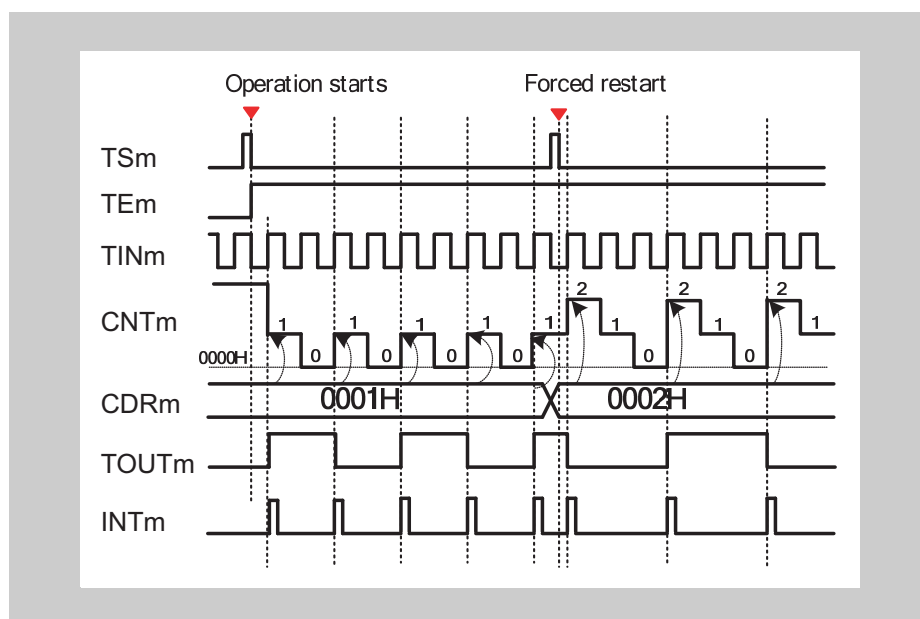 Operation starts Forced restart
TSm
TEm
TINm
2 2 2
CNTm 1 1 1 1 1 1 1 1
0000H 0 0 0 0 0 0
CDRm 0001H 0002H
TOUTm
INTm